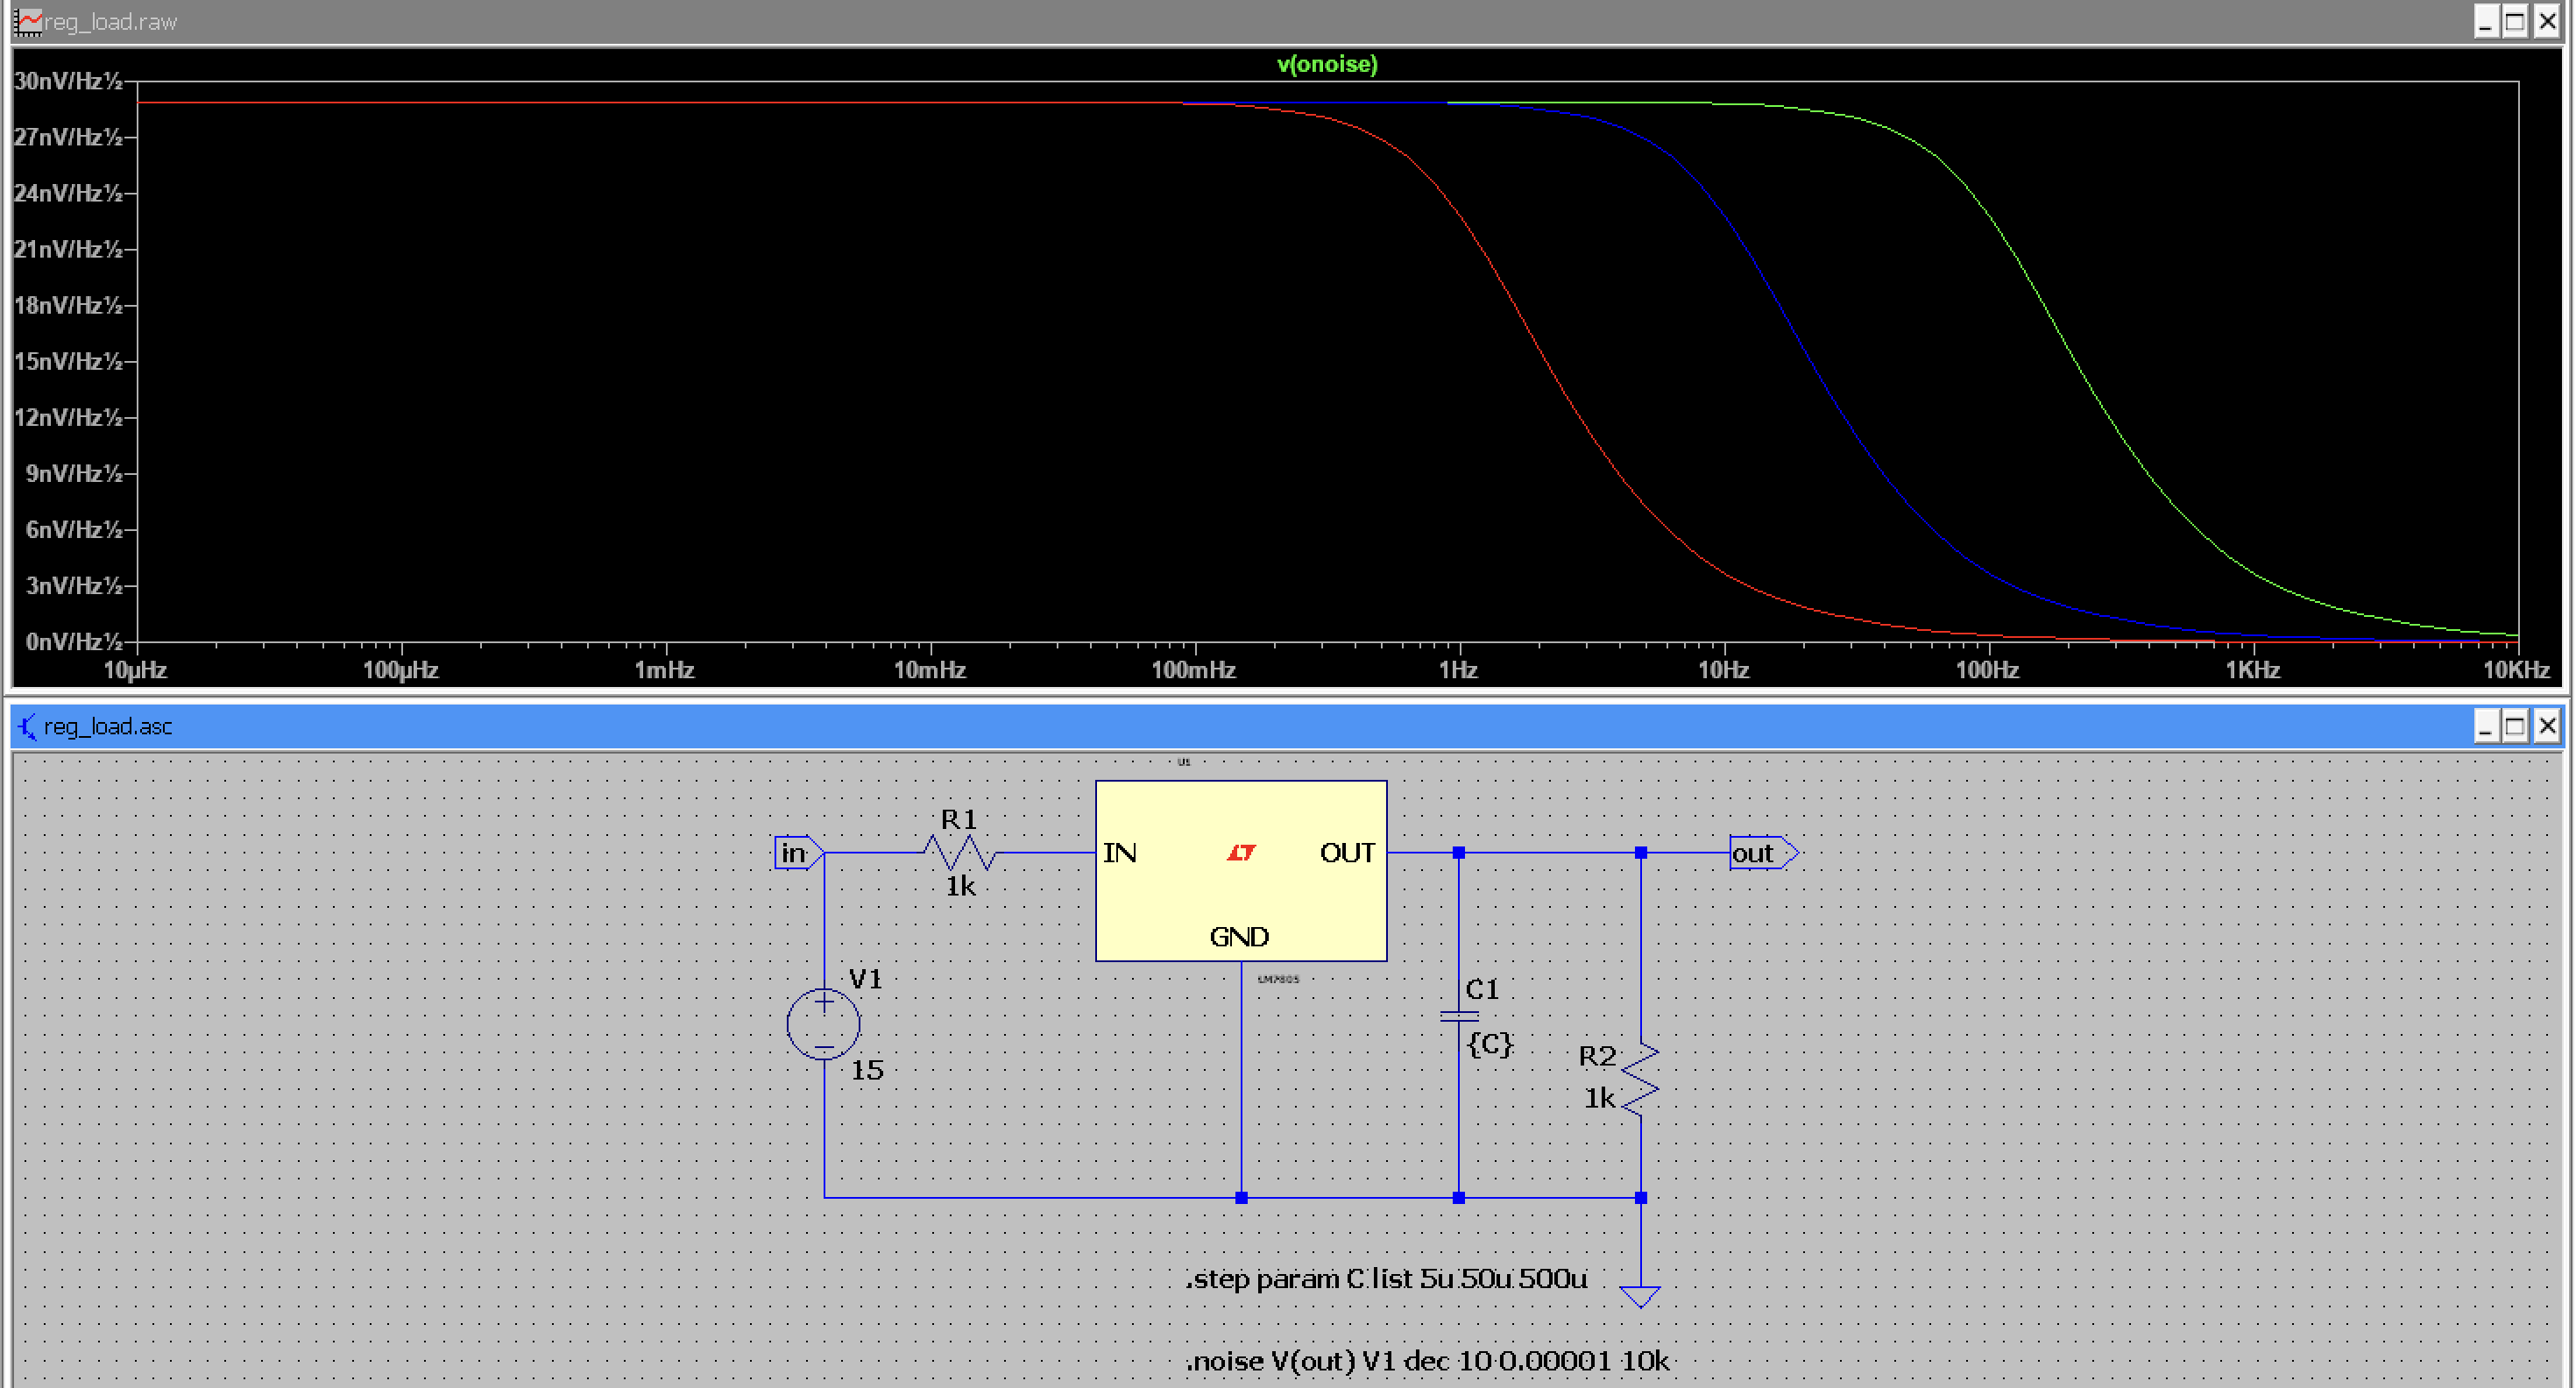 reg_load.raw
v(onoise)
30nV/Hz½
27nV/Hz½
24nV/Hz½
21nV/Hz½
18nV/Hz½
15nV/Hz½
12nV/Hz½
9nV/Hz½
6nV/Hz½
3nV/Hz½
0nV/Hz½
10µHz 100µHz 1mHz 10mHz 100mHz 1Hz 10Hz 100Hz 1KHz 10KHz
reg_load.asc
U1
R1
in
1k
IN
OUT
GND
out
LM7805
V1
15
C1
{C}
R2
1k
.step param C list 5u 50u 500u
.noise V(out) V1 dec 10 0.00001 10k